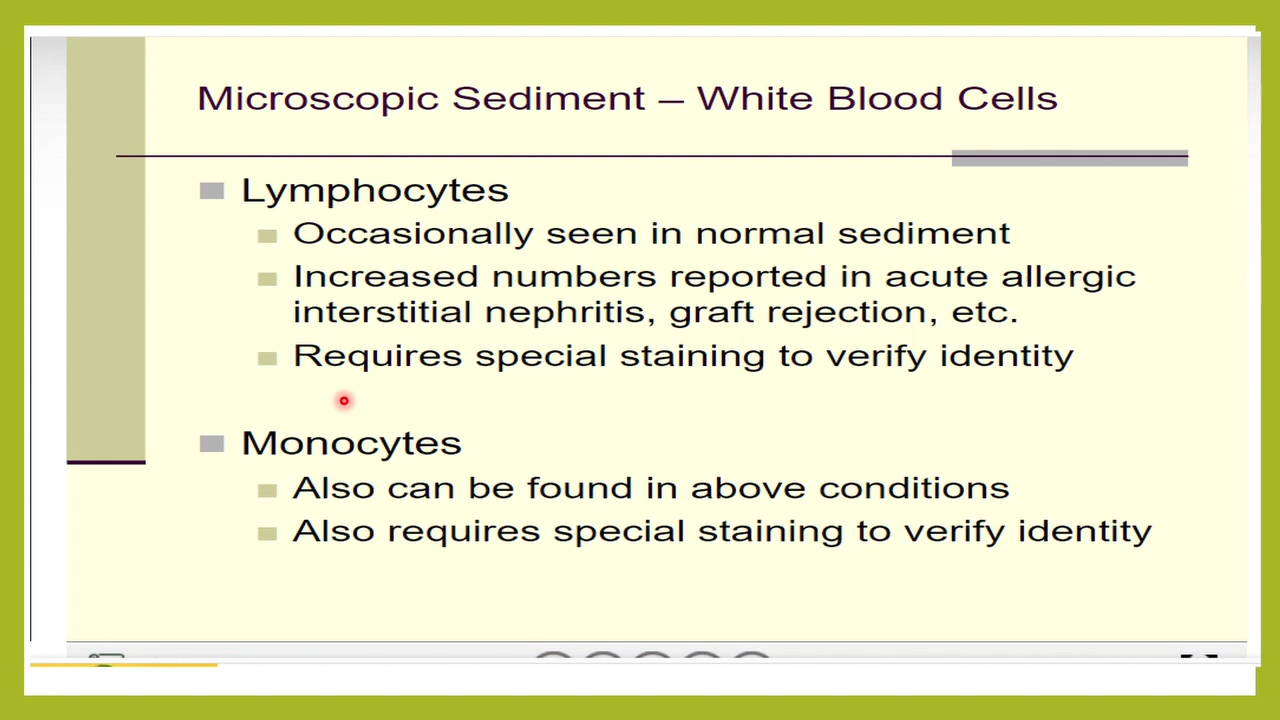 Microscopic Sediment – White Blood Cells
Lymphocytes
Occasionally seen in normal sediment
Increased numbers reported in acute allergic
interstitial nephritis, graft rejection, etc.
Requires special staining to verify identity
Monocytes
Also can be found in above conditions
Also requires special staining to verify identity